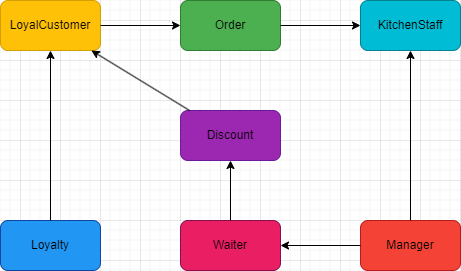 LoyalCustomer
Order
KitchenStaff
Discount
Loyalty
Waiter
Manager